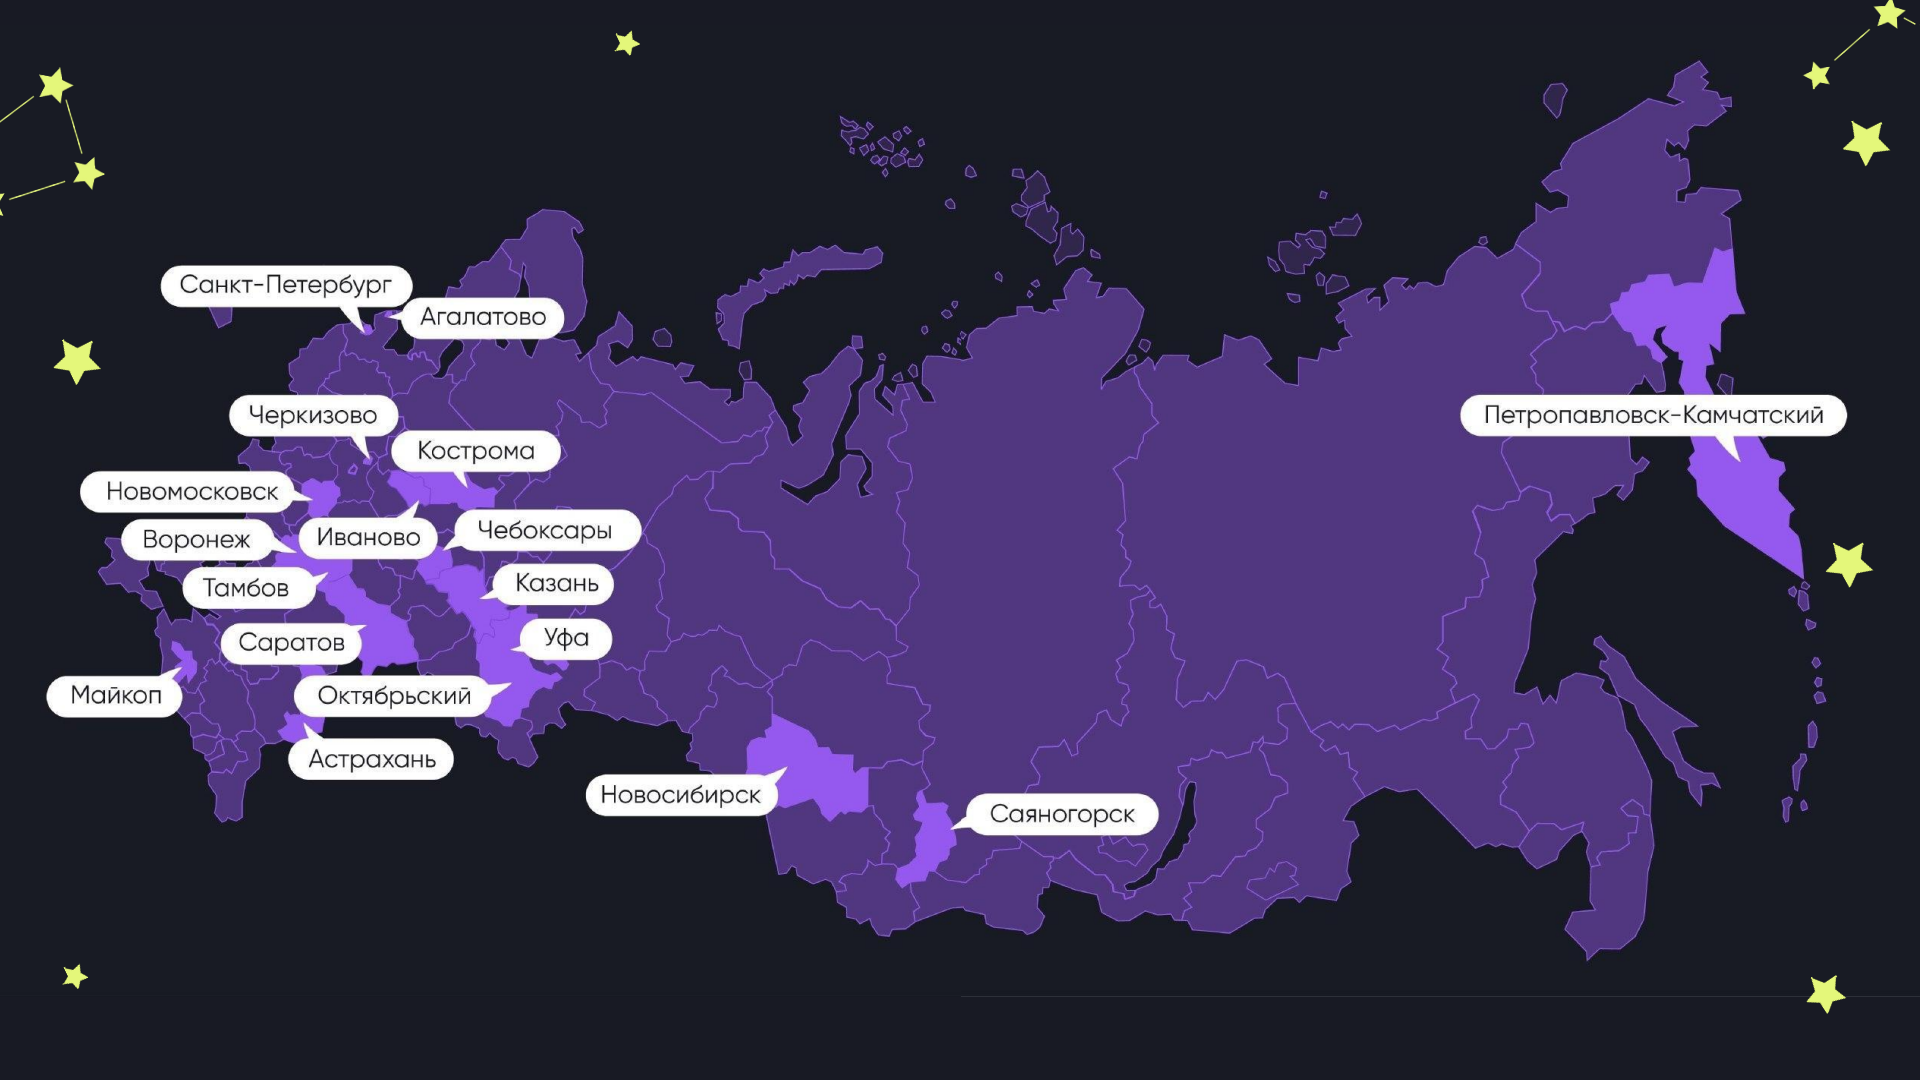 Санкт-Петербург
Агалатово
Черкизово
Петропавловск-Камчатский
Кострома
Новомосковск
Чебоксары
Иваново
Воронеж
Казань
Тамбов
Уфа
Саратов
Майкоп
Октябрьский
Астрахань
Новосибирск
Саяногорск